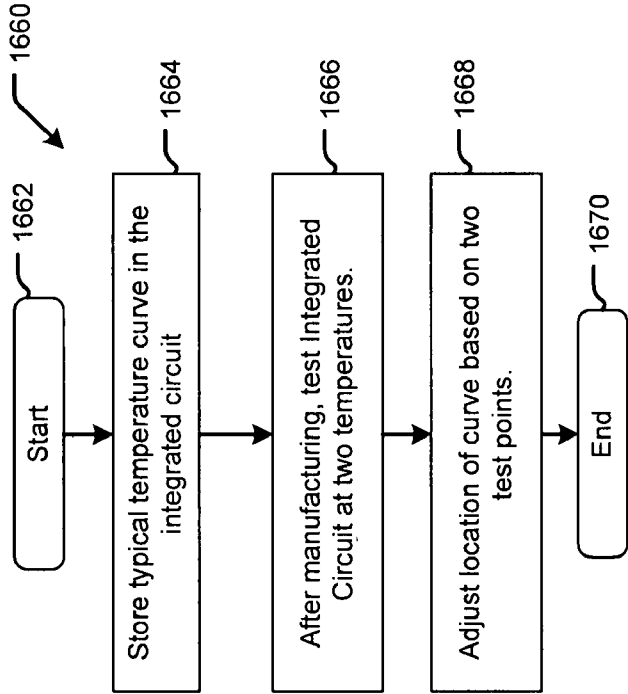 1660
Start
1662
Store typical temperature curve in the
integrated circuit
1664
After manufacturing, test Integrated
Circuit at two temperatures.
1666
Adjust location of curve based on two
test points.
1668
End
1670